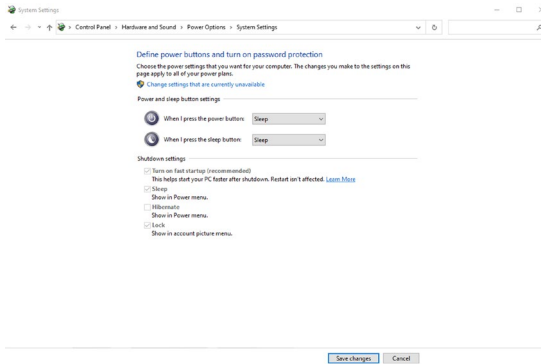 System Settings
Control Panel > Hardware and Sound > Power Options > System Settings
Define power buttons and turn on password protection
Choose the power settings that you want for your computer. The changes you make to the settings on this
page apply to all of your power plans.
Change settings that are currently unavailable
Power and sleep button settings
When I press the power button: Sleep
When I press the sleep button: Sleep
Shutdown settings
Turn on fast startup (recommended)
This helps start your PC faster after shutdown. Restart isn't affected. Learn More
Sleep
Show in Power menu.
Hibernate
Show in Power menu.
Lock
Show in account picture menu.
Save changes Cancel